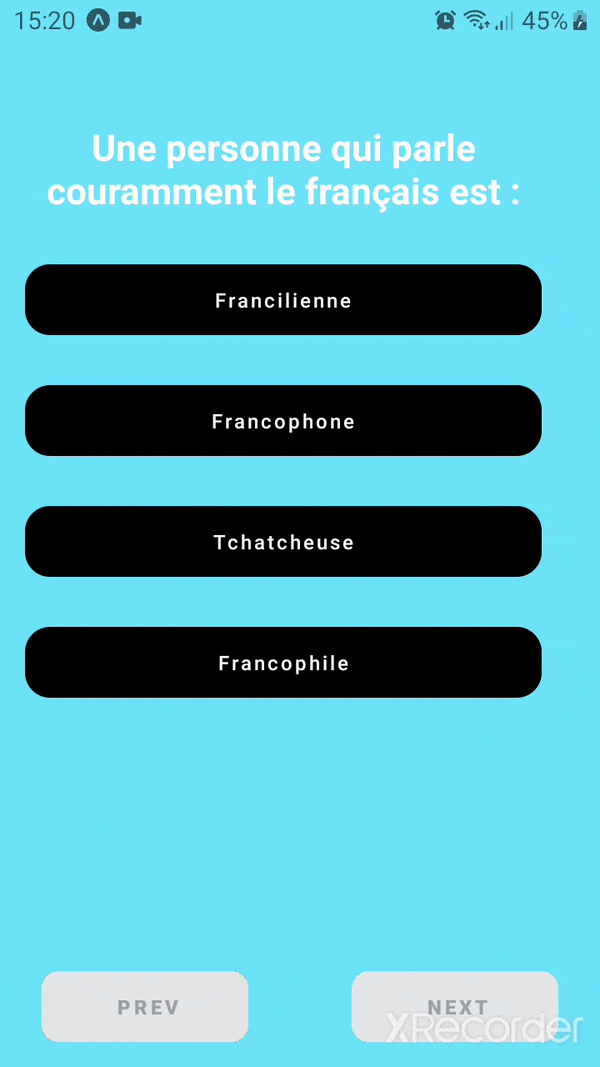 15:20
45%
Une personne qui parle
couramment le français est :
Francilienne
Francophone
Tchatcheuse
Francophile
PREV
NEXT
XRecorder